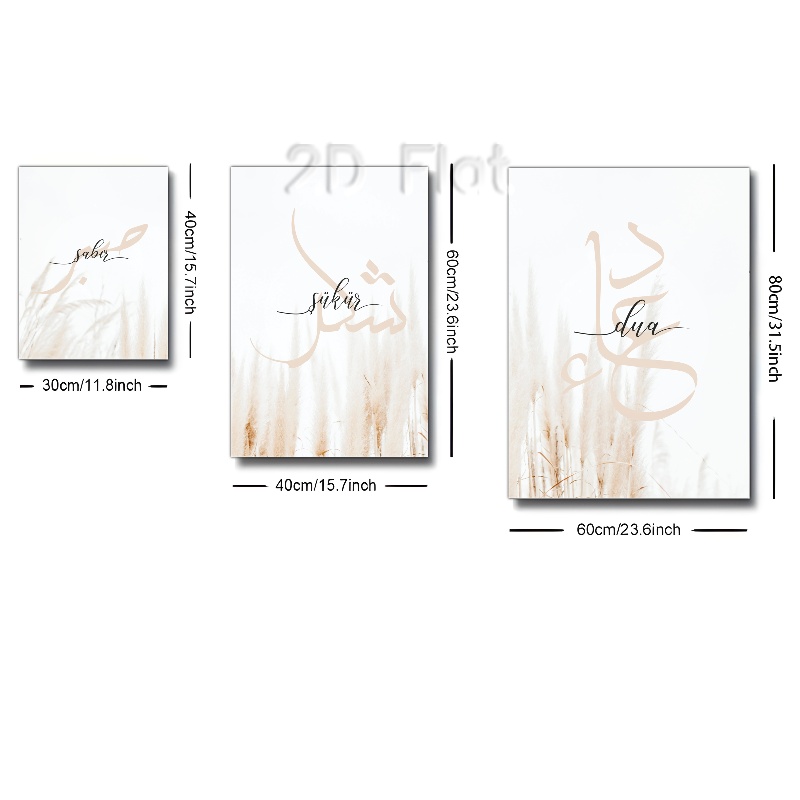 2D Flat
صبر
sabır
40cm/15.7inch
30cm/11.8inch
شكر
şükür
60cm/23.6inch
40cm/15.7inch
دعاء
dua
80cm/31.5inch
60cm/23.6inch